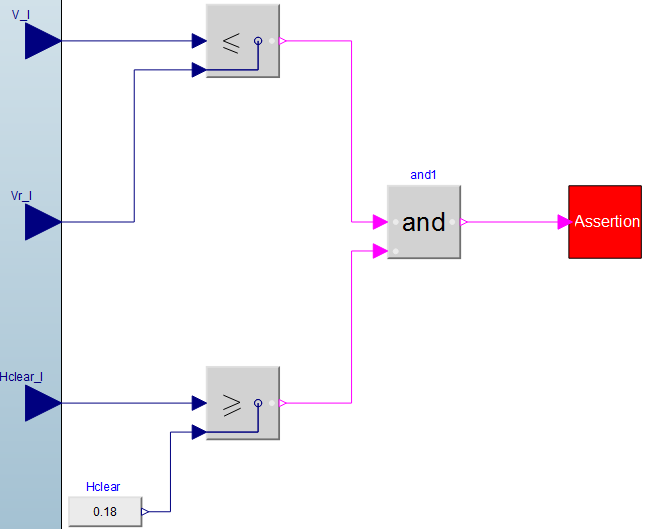 V_I
≤
Vr_I
and1
and
Assertion
Hclear_I
≥
Hclear
0.18